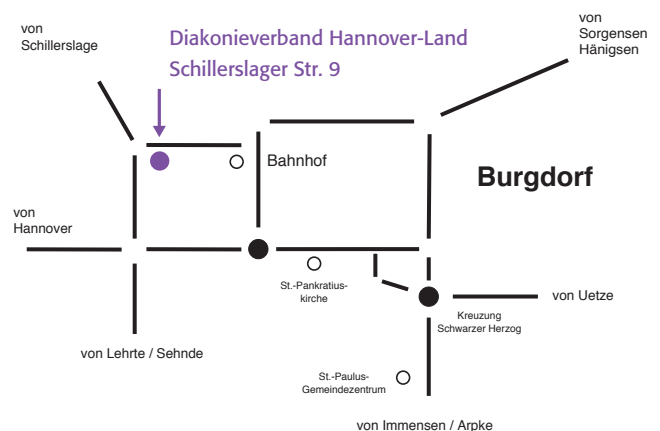 von
Schillerslage
Diakonieverband Hannover-Land
Schillerslager Str. 9
von
Sorgensen
Hänigsen
Bahnhof
Burgdorf
von
Hannover
St.-Pankratius-
kirche
von Uetze
Kreuzung
Schwarzer Herzog
von Lehrte / Sehnde
St.-Paulus-
Gemeindezentrum
von Immensen / Arpke